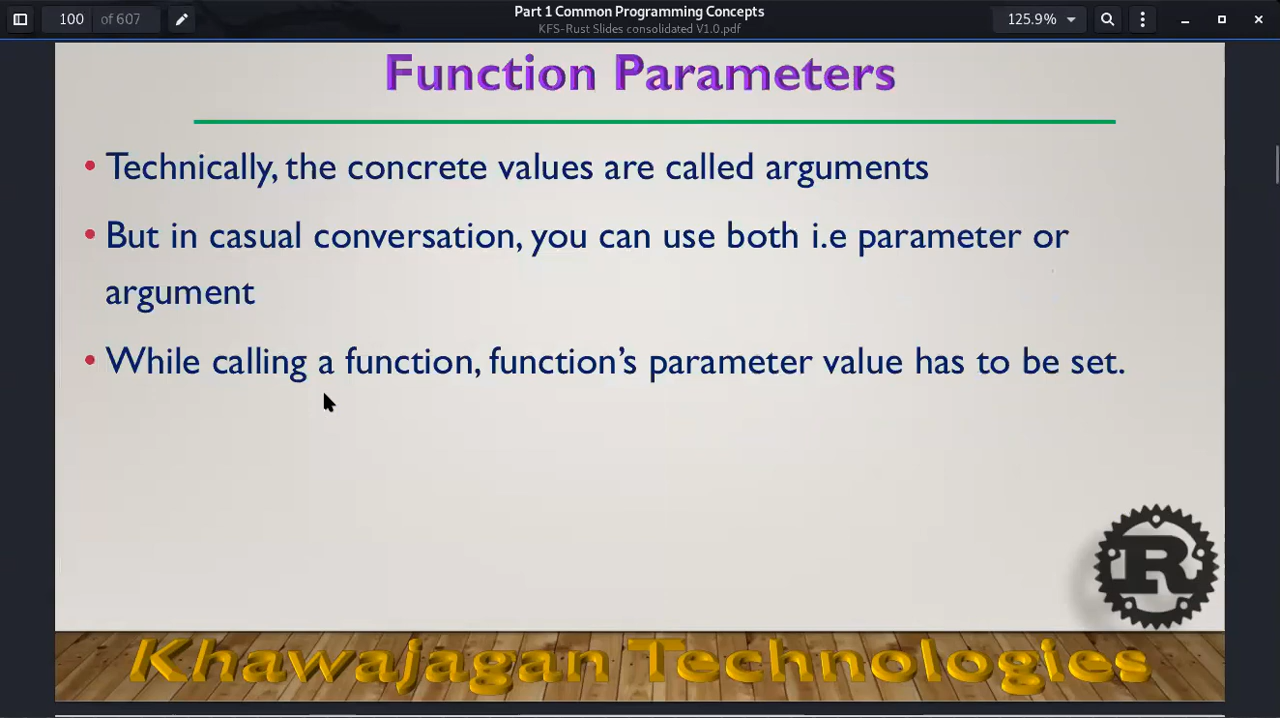 100 of 607
Part 1 Common Programming Concepts
KFS-Rust Slides consolidated V1.0.pdf
125.9%
Function Parameters
• Technically, the concrete values are called arguments
• But in casual conversation, you can use both i.e parameter or
argument
• While calling a function, function's parameter value has to be set.
R
Khawajagan Technologies